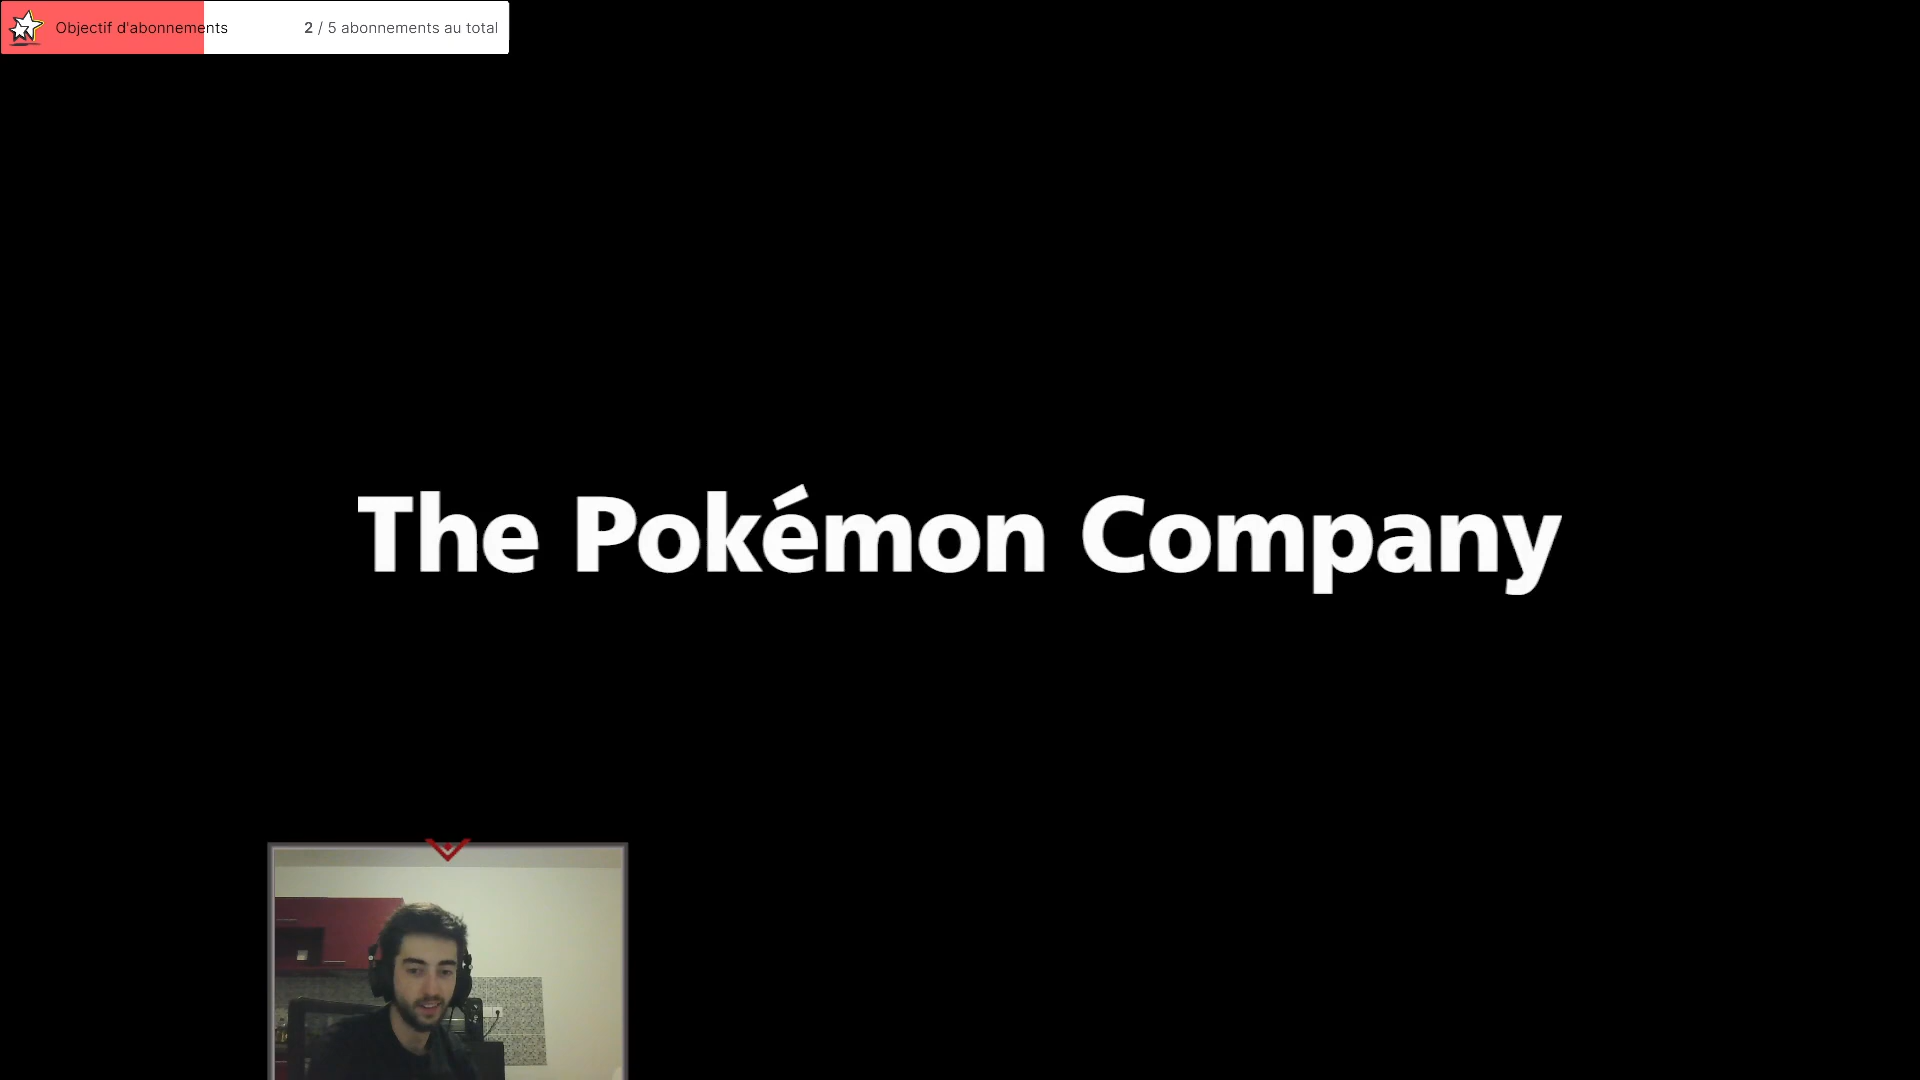 Objectif d'abonnements
2 / 5 abonnements au total
The Pokémon Company